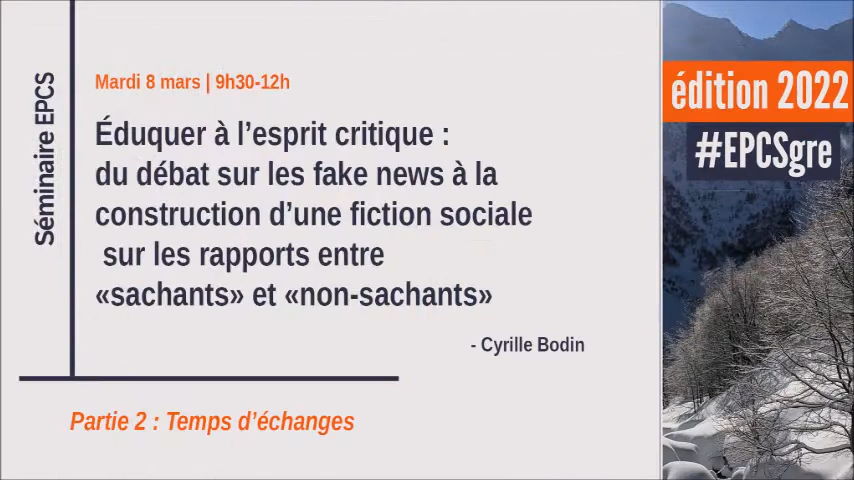 Séminaire EPCS
Mardi 8 mars | 9h30-12h
Éduquer à l'esprit critique :
du débat sur les fake news à la
construction d'une fiction sociale
sur les rapports entre
«sachants» et «non-sachants»
- Cyrille Bodin
Partie 2 : Temps d'échanges
édition 2022
#EPCSgre